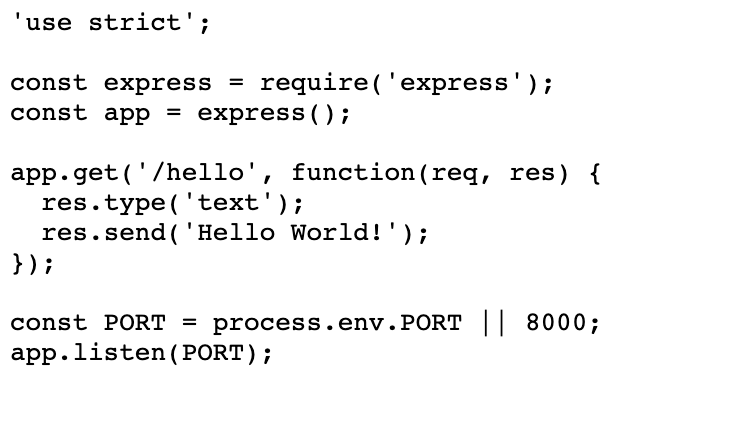 'use strict';

const express = require('express');
const app = express();

app.get('/hello', function(req, res) {
  res.type('text');
  res.send('Hello World!');
});

const PORT = process.env.PORT || 8000;
app.listen(PORT);